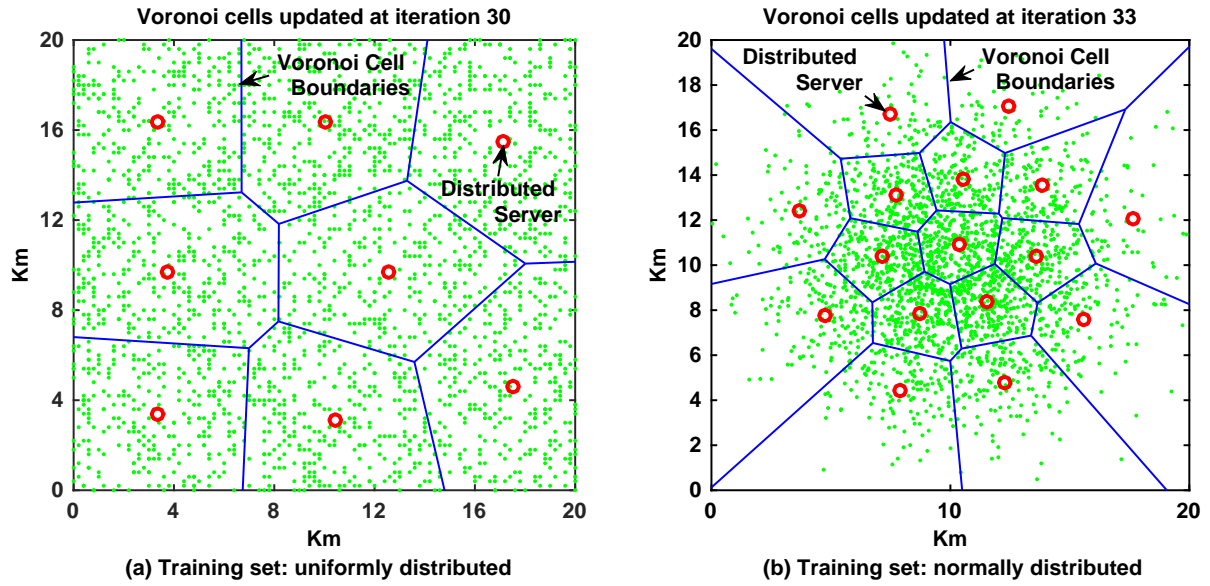 Voronoi cells updated at iteration 30
20
16
12
8
4
0
Km
Voronoi Cell
Boundaries
Distributed
Server
0
4
8
12
16
20
Km
(a) Training set: uniformly distributed
Voronoi cells updated at iteration 33
20
18
16
14
12
10
8
6
4
2
0
Km
Distributed
Server
Voronoi Cell
Boundaries
0
10
20
Km
(b) Training set: normally distributed